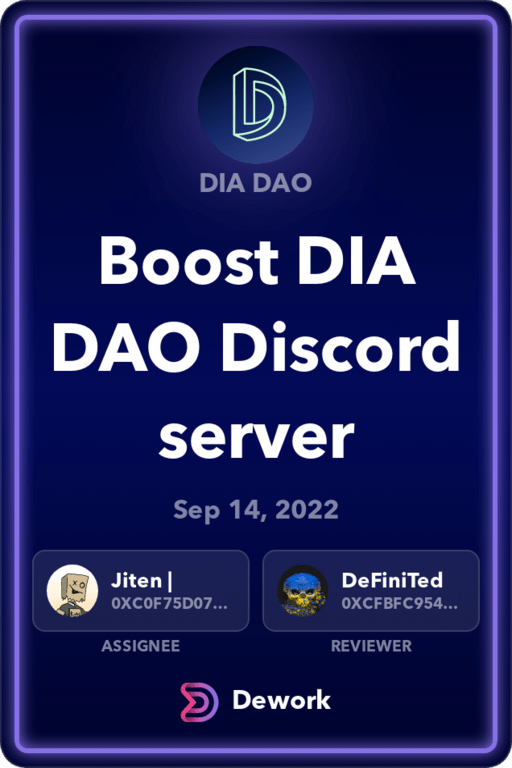 DIA DAO
Boost DIA
DAO Discord
server
Sep 14, 2022
Jiten |
0XC0F75D07...
ASSIGNEE
DeFiniTed
0XCFBFC954...
REVIEWER
Dework